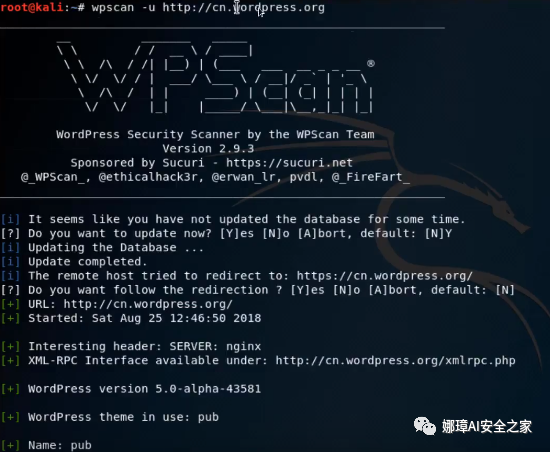 root@kali:~# wpscan -u http://cn.wordpress.org
WPScan ®
WordPress Security Scanner by the WPScan Team
Version 2.9.3
Sponsored by Sucuri - https://sucuri.net
@_WPScan_, @ethicalhack3r, @erwan_lr, pvdl, @_FireFart_
[i] It seems like you have not updated the database for some time.
[?] Do you want to update now? [Y]es [N]o [A]bort, default: [N]Y
[i] Updating the Database ...
[i] Update completed.
[i] The remote host tried to redirect to: https://cn.wordpress.org/
[?] Do you want follow the redirection ? [Y]es [N]o [A]bort, default: [N]
[+] URL: http://cn.wordpress.org/
[+] Started: Sat Aug 25 12:46:50 2018
[+] Interesting header: SERVER: nginx
[+] XML-RPC Interface available under: http://cn.wordpress.org/xmlrpc.php
[+] WordPress version 5.0-alpha-43581
[+] WordPress theme in use: pub
[+] Name: pub
娜璋AI安全之家